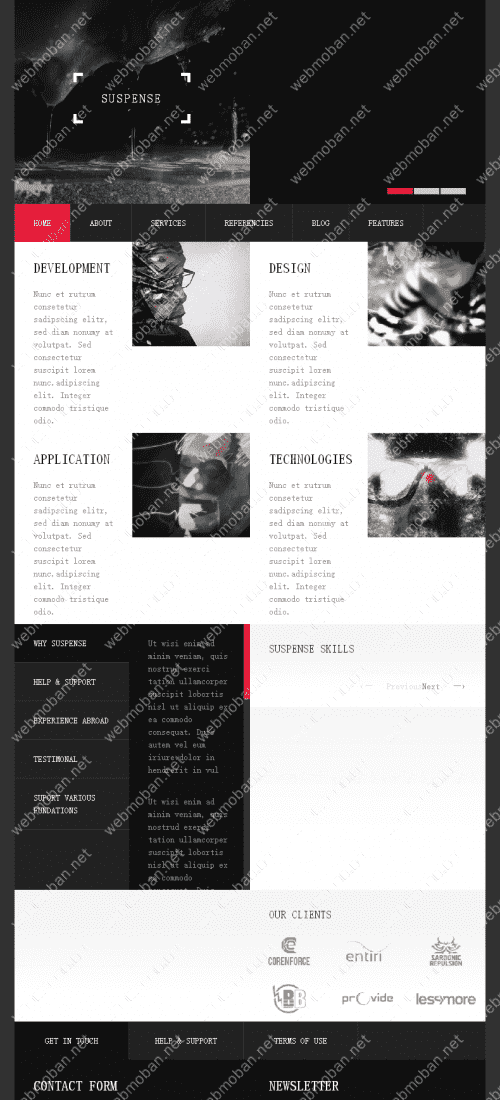 SUSPENSE
HOME ABOUT SERVICES REFERENCIES BLOG FEATURES
DEVELOPMENT
Nunc et rutrum
consetetur
sadipscing elitr,
sed diam nonumy at
volutpat. Sed
consectetur
suscipit lorem
nunc.adipiscing
elit. Integer
commodo tristique
odio.
DESIGN
Nunc et rutrum
consetetur
sadipscing elitr,
sed diam nonumy at
volutpat. Sed
consectetur
suscipit lorem
nunc.adipiscing
elit. Integer
commodo tristique
odio.
APPLICATION
Nunc et rutrum
consetetur
sadipscing elitr,
sed diam nonumy at
volutpat. Sed
consectetur
suscipit lorem
nunc.adipiscing
elit. Integer
commodo tristique
odio.
TECHNOLOGIES
Nunc et rutrum
consetetur
sadipscing elitr,
sed diam nonumy at
volutpat. Sed
consectetur
suscipit lorem
nunc.adipiscing
elit. Integer
commodo tristique
odio.
WHY SUSPENSE
HELP & SUPPORT
EXPERIENCE ABROAD
TESTIMONAL
SUPORT VARIOUS
FUNDATIONS
Ut wisi enim ad
minim veniam, quis
nostrud exerci
tation ullamcorper
suscipit lobortis
nisl ut aliquip ex
ea commodo
consequat. Duis
autem vel eum
iriurewdolor in
hendrerit in vul
Ut wisi enim ad
minim veniam, quis
nostrud exerci
tation ullamcorper
suscipit lobortis
nisl ut aliquip ex
ea commodo
SUSPENSE SKILLS
Previous Next
OUR CLIENTS
CORENFORCE
entiri
SARDONIC
REPULSION
provide
lessymore
GET IN TOUCH HELP & SUPPORT TERMS OF USE
CONTACT FORM
NEWSLETTER
webmoban.net